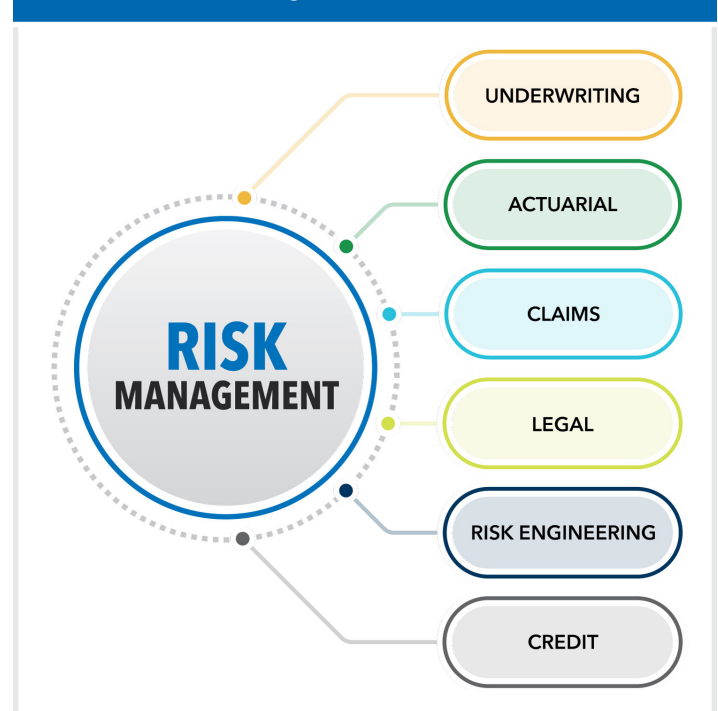 RISK
MANAGEMENT
UNDERWRITING
ACTUARIAL
CLAIMS
LEGAL
RISK ENGINEERING
CREDIT